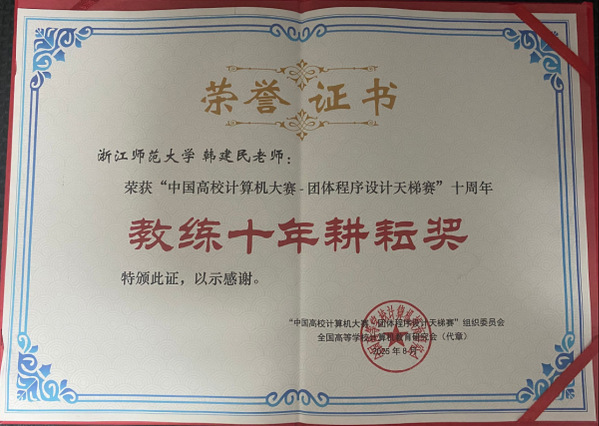 荣誉证书
浙江师范大学 韩建民老师：
荣获“中国高校计算机大赛-团体程序设计天梯赛”十周年
教练十年耕耘奖
特颁此证，以示感谢。
“中国高校计算机大赛-团体程序设计天梯赛”组织委员会
全国高等学校计算机教育研究会（代章）
2025年8月